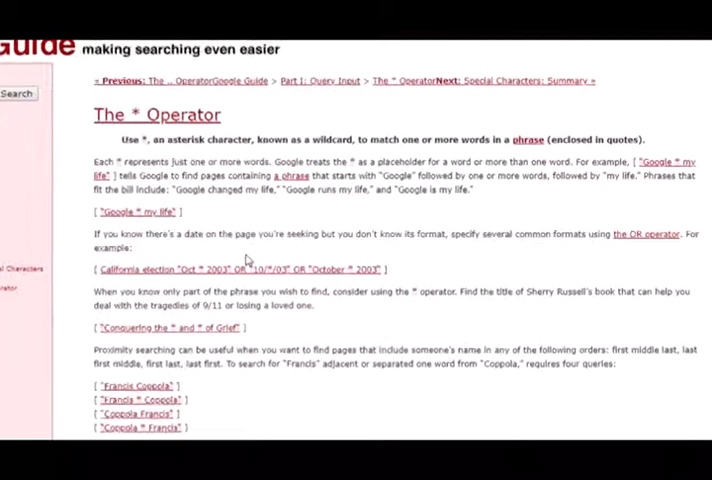 Guide making searching even easier
Search
« Previous: The .. OperatorGoogle Guide > Part I: Query Input > The * OperatorNext: Special Characters: Summary »
The * Operator
Use *, an asterisk character, known as a wildcard, to match one or more words in a phrase (enclosed in quotes).
Each * represents just one or more words. Google treats the * as a placeholder for a word or more than one word. For example, [ "Google * my
life" ] tells Google to find pages containing a phrase that starts with "Google" followed by one or more words, followed by "my life." Phrases that
fit the bill include: "Google changed my life," "Google runs my life," and "Google is my life."
[ "Google * my life" ]
If you know there's a date on the page you're seeking but you don't know its format, specify several common formats using the OR operator. For
example:
al Characters
[ California election "Oct * 2003" OR "10/*/03" OR "October * 2003" ]
erator
When you know only part of the phrase you wish to find, consider using the * operator. Find the title of Sherry Russell's book that can help you
deal with the tragedies of 9/11 or losing a loved one.
[ "Conquering the * and * of Grief" ]
Proximity searching can be useful when you want to find pages that include someone's name in any of the following orders: first middle last, last
first middle, first last, last first. To search for "Francis" adjacent or separated one word from "Coppola," requires four queries:
[ "Francis Coppola" ]
[ "Francis * Coppola" ]
[ "Coppola Francis" ]
[ "Coppola * Francis" ]